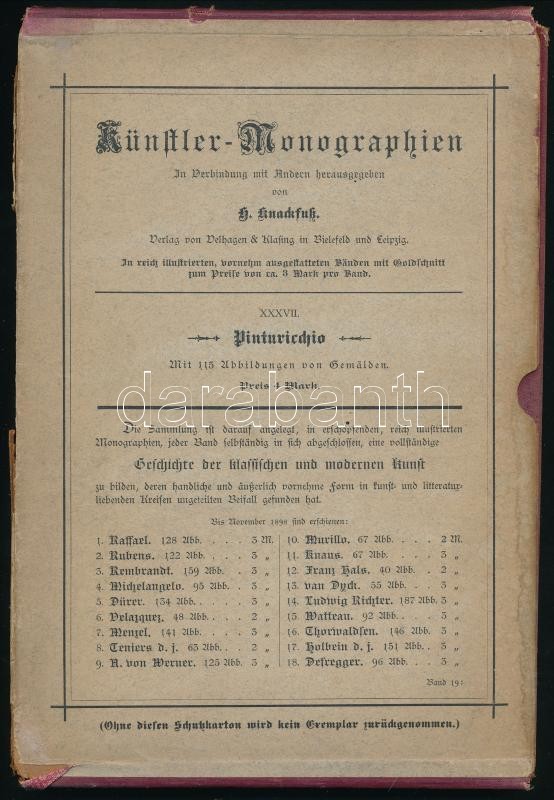 Künstler-Monographien
In Verbindung mit Andern herausgegeben
von
H. Knackfuß.
Verlag von Velhagen & Klasing in Bielefeld und Leipzig.
In reich illustrierten, vornehm ausgestatteten Bänden mit Goldschnitt
zum Preise von ca. 3 Mark pro Band.
XXXVII.
Pinturicchio
Mit 115 Abbildungen von Gemälden.
Preis 4 Mark.
darabanth
Die Sammlung ist darauf angelegt, in erschöpfenden, reich illustrierten
Monographien, jeder Band selbständig in sich abgeschlossen, eine vollständige
Geschichte der klassischen und modernen Kunst
zu bilden, deren handliche und äußerlich vornehme Form in kunst- und litteratur-
liebenden Kreisen ungeteilten Beifall gefunden hat.
Bis November 1898 sind erschienen:
1. Raffael. 128 Abb. . . . . 3 M.
2. Rubens. 122 Abb. . . . . 3 „
3. Rembrandt. 159 Abb. . . . 3 „
4. Michelangelo. 95 Abb. . . . 3 „
5. Dürer. 134 Abb. . . . . 3 „
6. Velazquez. 48 Abb. . . . 2 „
7. Menzel. 141 Abb. . . . . 3 „
8. Teniers d. j. 63 Abb. . . . 2 „
9. A. von Werner. 125 Abb. 3 „
10. Murillo. 67 Abb. . . . 2 M.
11. Knaus. 67 Abb. . . . . 3 „
12. Franz Hals. 40 Abb. . . 2 „
13. van Dyck. 55 Abb. . . . 3 „
14. Ludwig Richter. 187 Abb. 3 „
15. Watteau. 92 Abb. . . . 3 „
16. Thorwaldsen. 146 Abb. 3 „
17. Holbein d. j. 151 Abb. . 3 „
18. Defregger. 96 Abb. . . 3 „
Band 19:
(Ohne diesen Schutzkarton wird kein Exemplar zurückgenommen.)